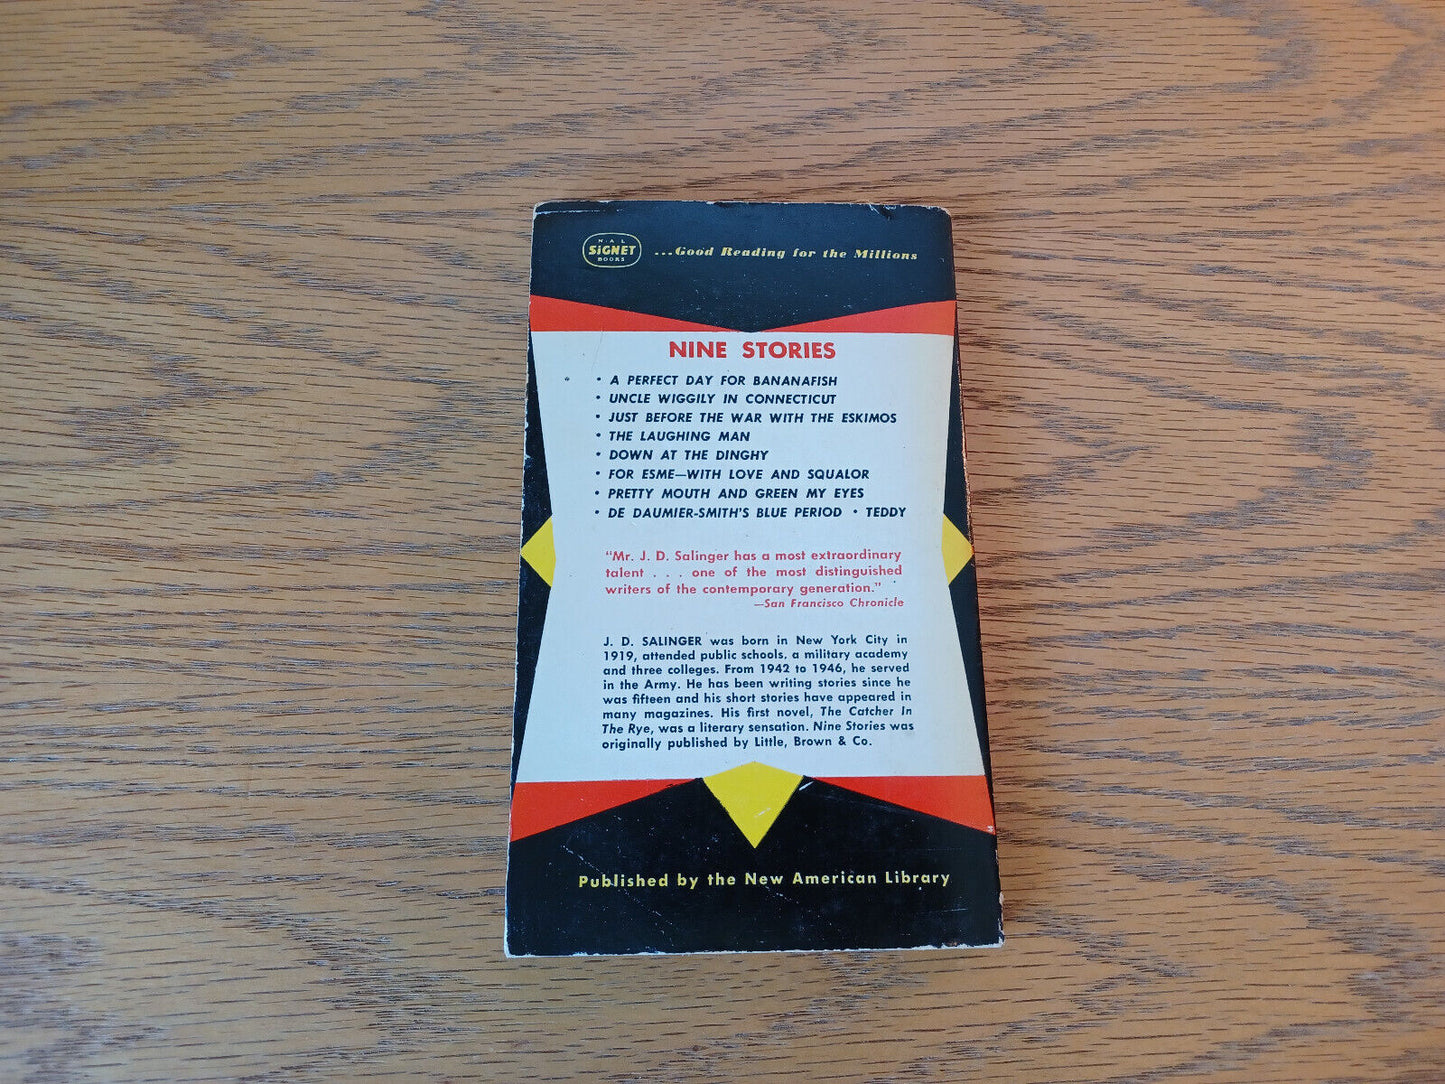 N·A·L
SIGNET
BOOKS
...Good Reading for the Millions
NINE STORIES
• A PERFECT DAY FOR BANANAFISH
• UNCLE WIGGILY IN CONNECTICUT
• JUST BEFORE THE WAR WITH THE ESKIMOS
• THE LAUGHING MAN
• DOWN AT THE DINGHY
• FOR ESME—WITH LOVE AND SQUALOR
• PRETTY MOUTH AND GREEN MY EYES
• DE DAUMIER-SMITH'S BLUE PERIOD • TEDDY
"Mr. J. D. Salinger has a most extraordinary
talent . . . one of the most distinguished
writers of the contemporary generation."
—San Francisco Chronicle
J. D. SALINGER was born in New York City in
1919, attended public schools, a military academy
and three colleges. From 1942 to 1946, he served
in the Army. He has been writing stories since he
was fifteen and his short stories have appeared in
many magazines. His first novel, The Catcher In
The Rye, was a literary sensation. Nine Stories was
originally published by Little, Brown & Co.
Published by the New American Library